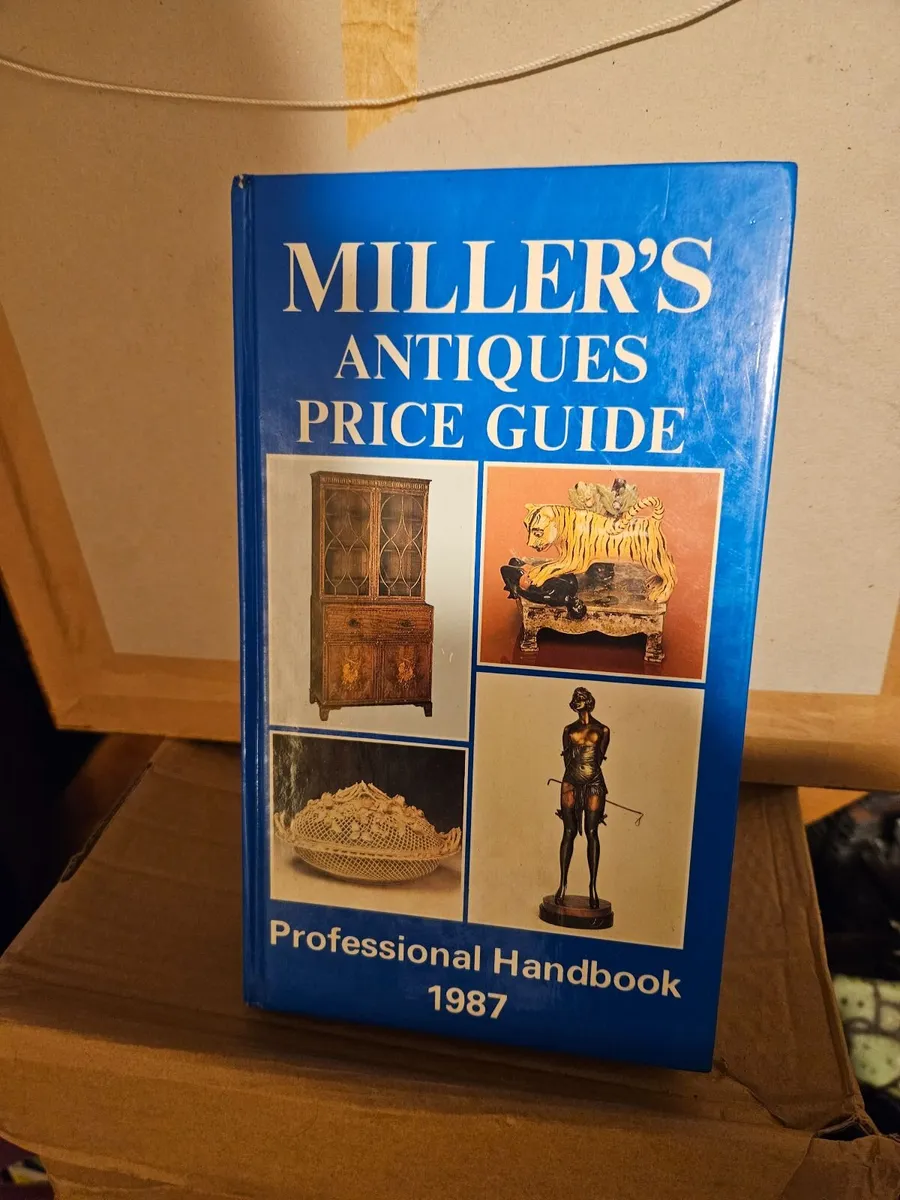 MILLER'S
ANTIQUES
PRICE GUIDE
Professional Handbook
1987